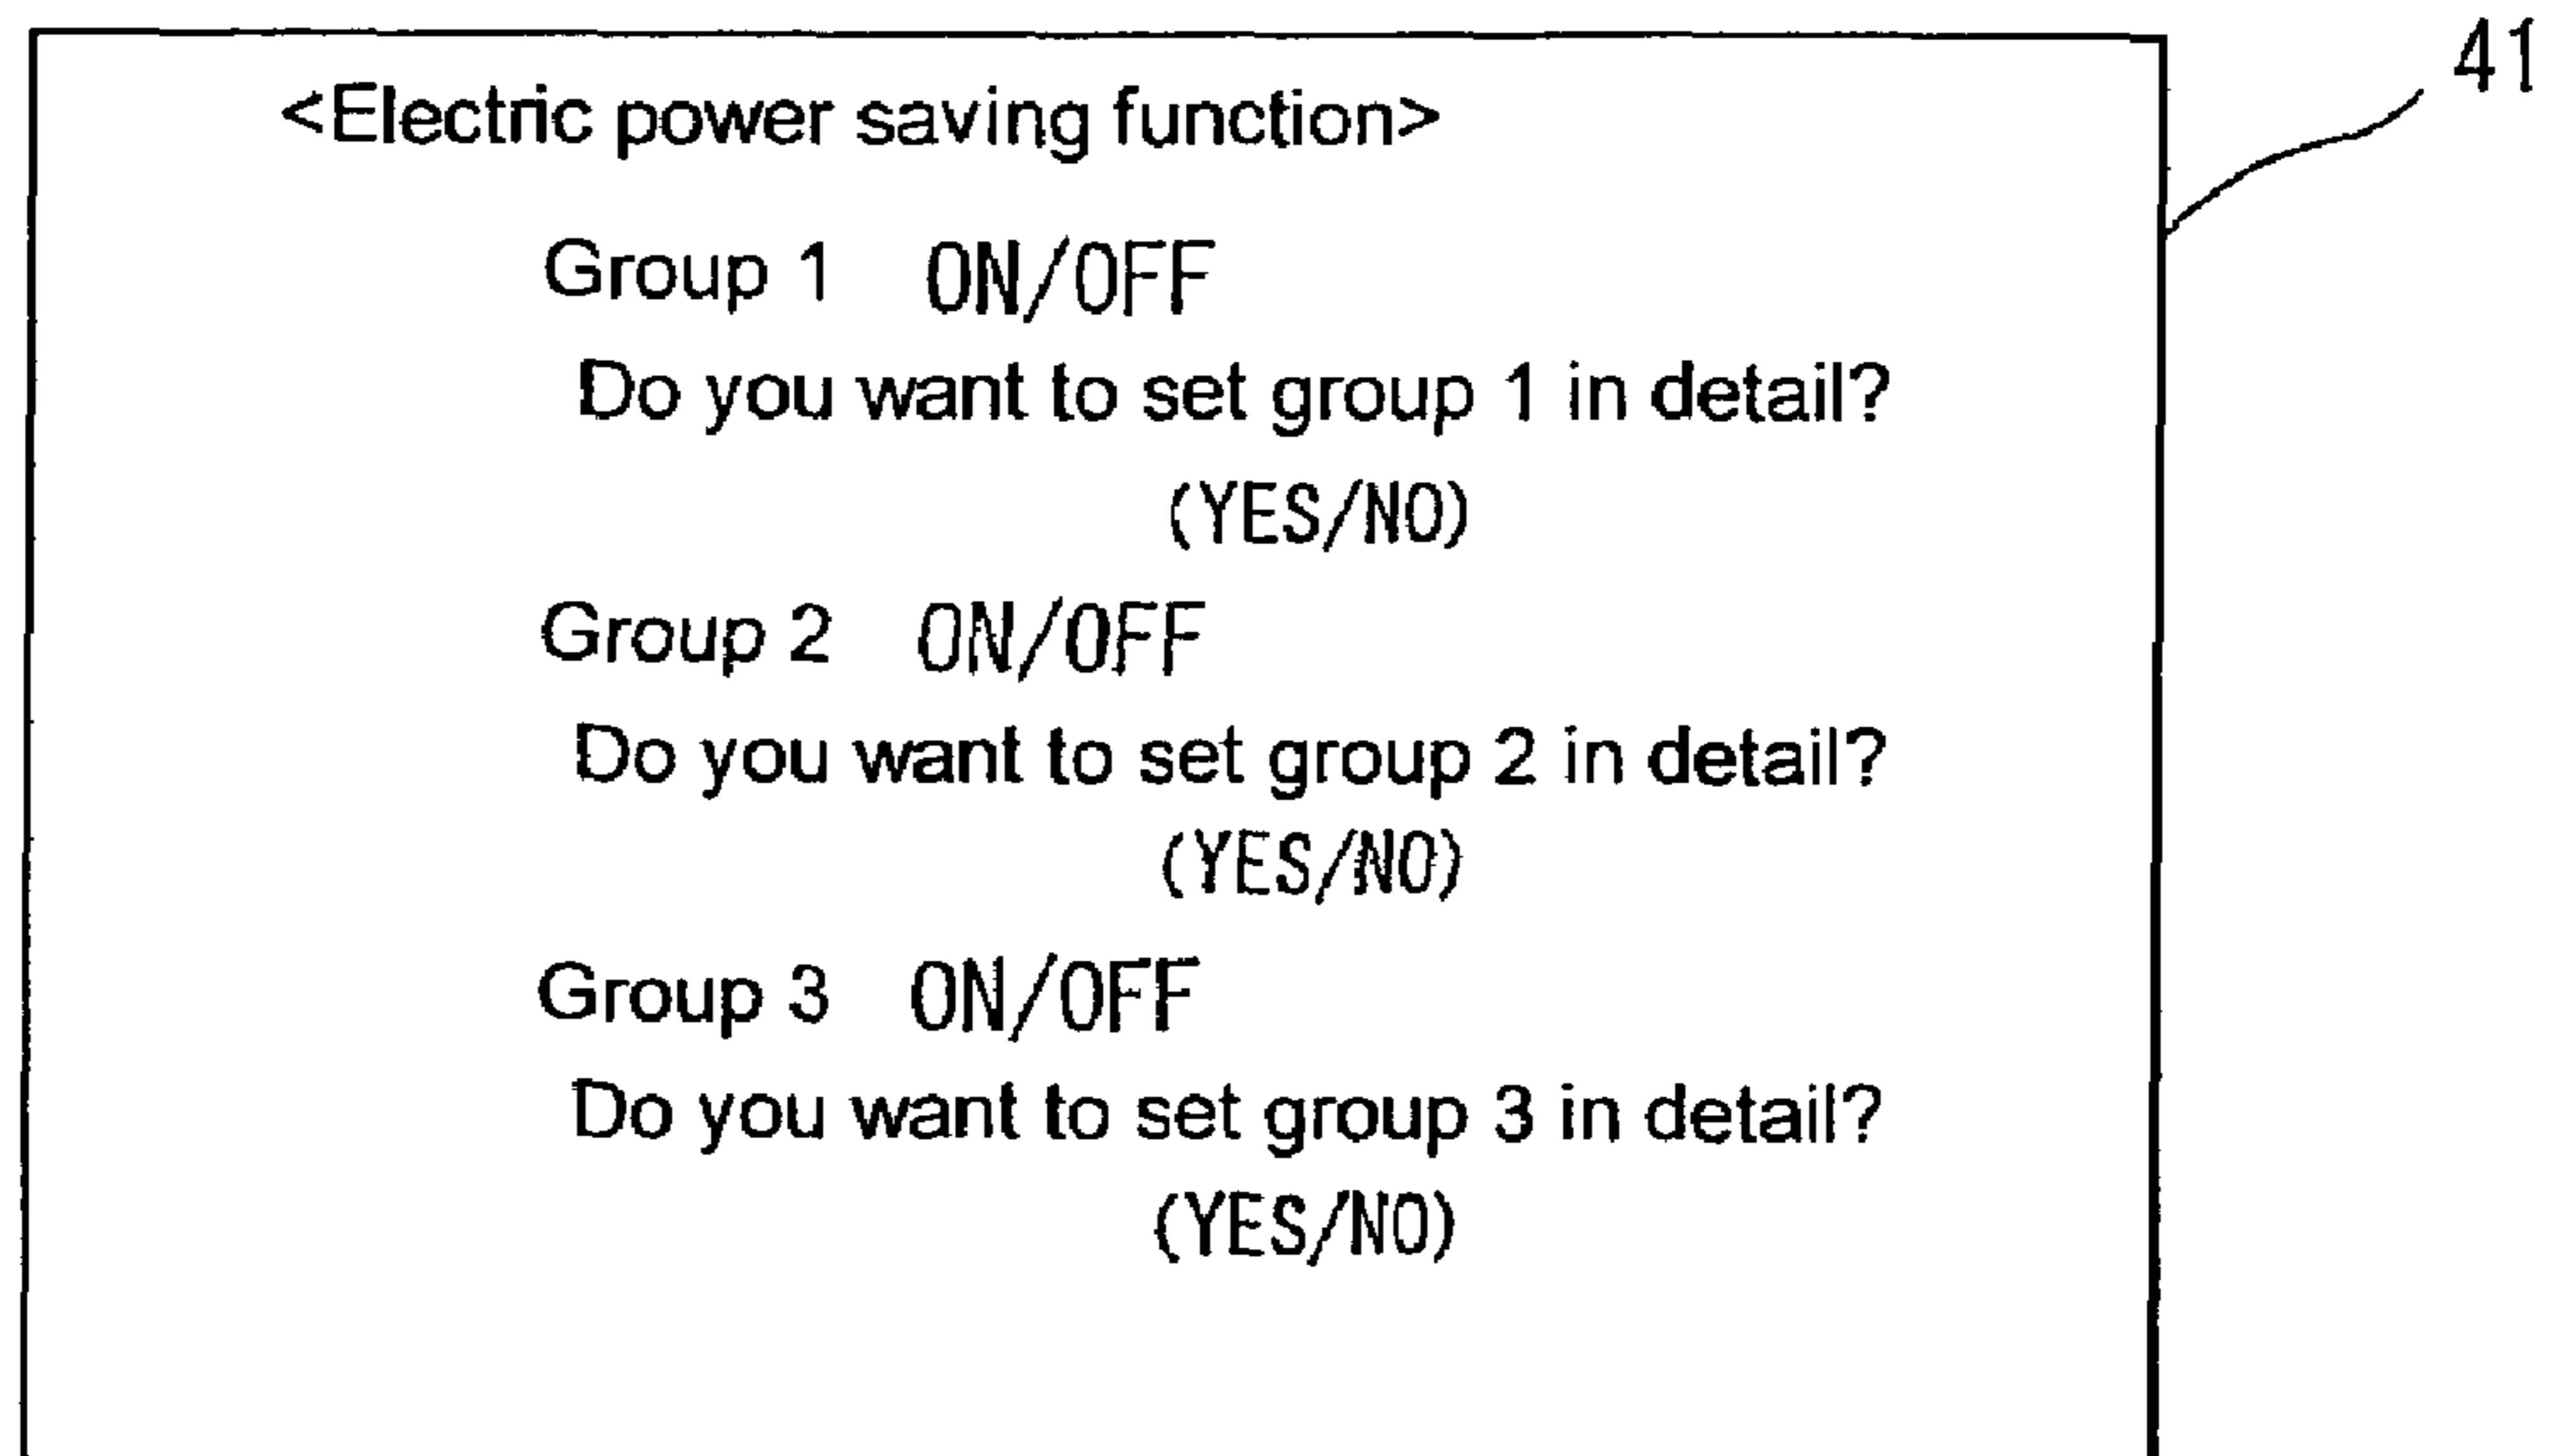 41
<Electric power saving function>
Group 1 ON/OFF
Do you want to set group 1 in detail?
(YES/NO)
Group 2 ON/OFF
Do you want to set group 2 in detail?
(YES/NO)
Group 3 ON/OFF
Do you want to set group 3 in detail?
(YES/NO)